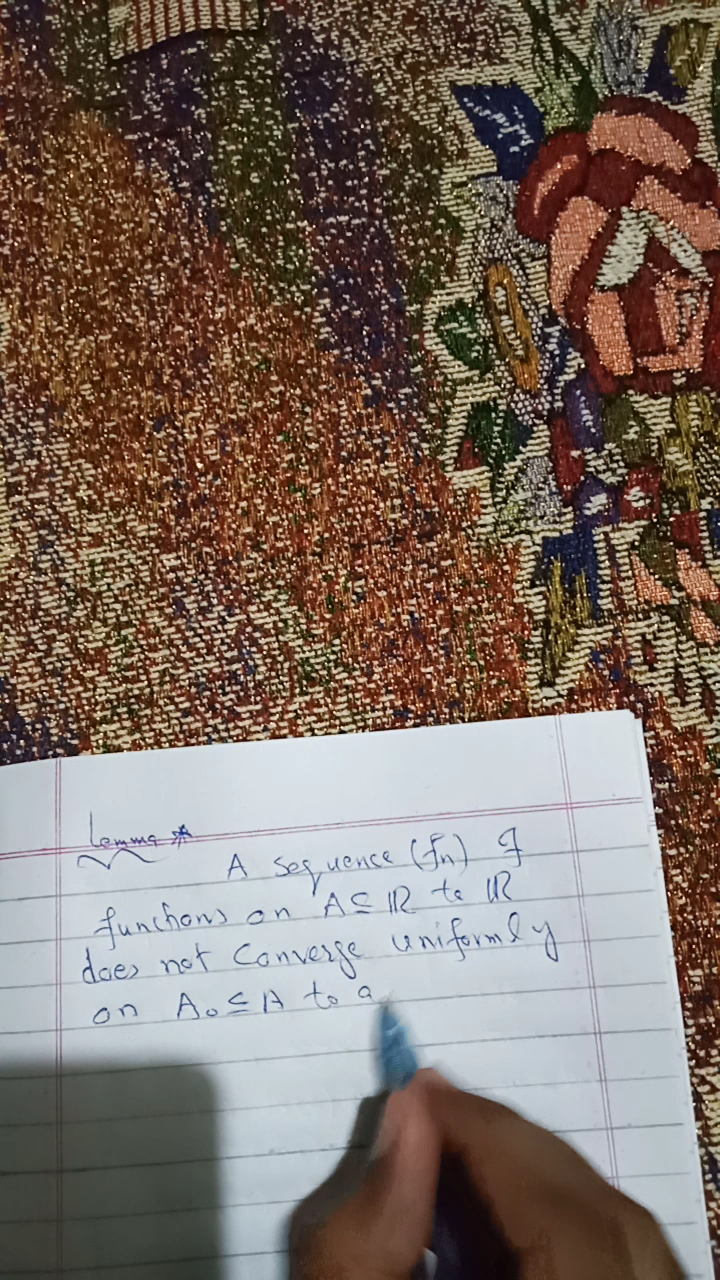 Lemma *
A sequence (fn) of
functions on A ⊆ ℝ to ℝ
does not converge uniformly
on A₀ ⊆ A to a